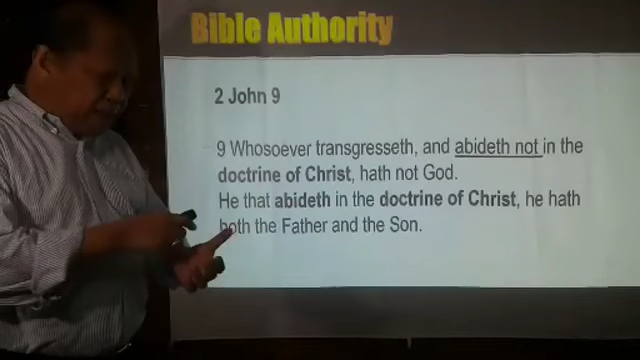 Bible Authority
2 John 9
9 Whosoever transgresseth, and abideth not in the
doctrine of Christ, hath not God.
He that abideth in the doctrine of Christ, he hath
both the Father and the Son.